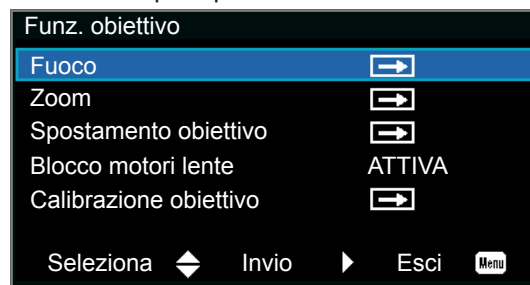 Funz. obiettivo
Fuoco
Zoom
Spostamento obiettivo
Blocco motori lente ATTIVA
Calibrazione obiettivo
Seleziona Invio Esci Menu